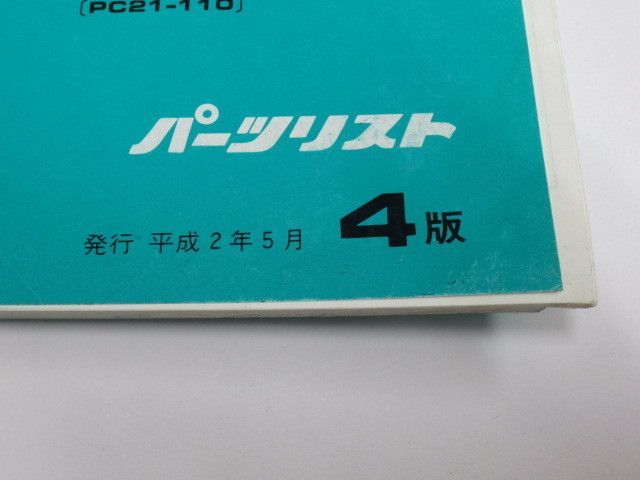 [PC21-110]
パーツリスト
発行 平成2年5月 4版